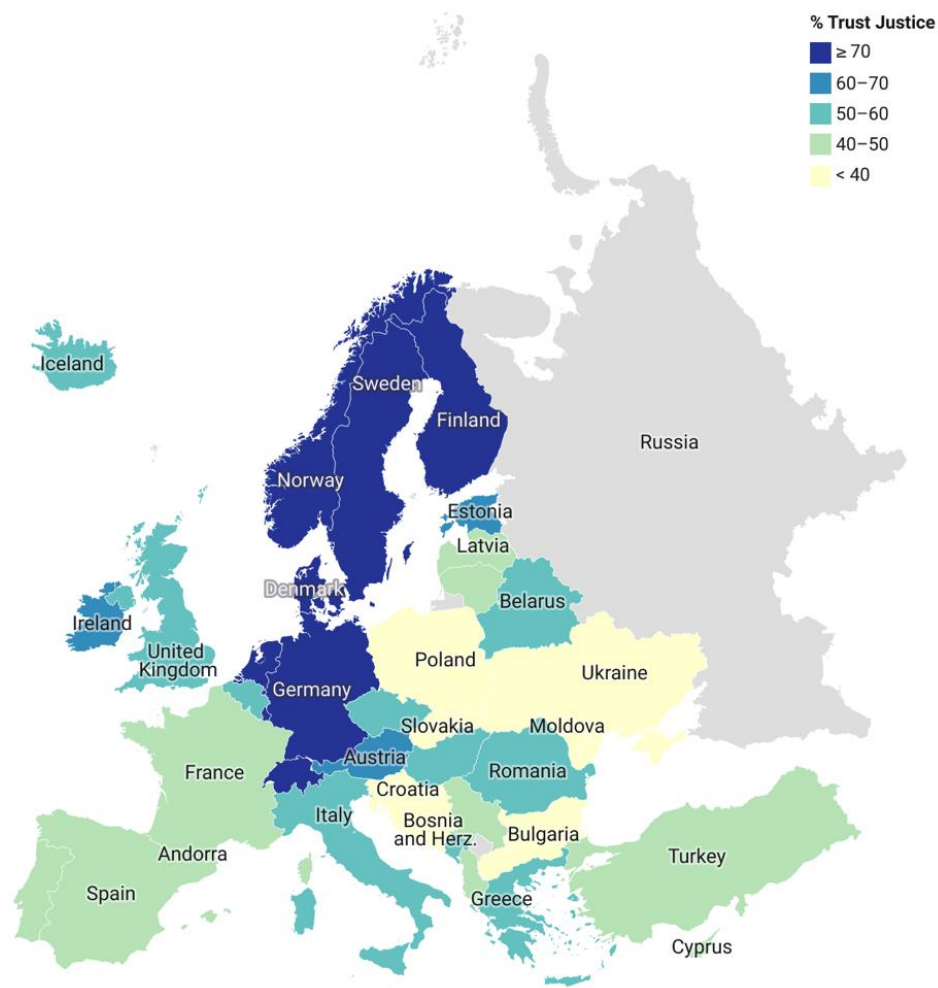 % Trust Justice
≥ 70
60–70
50–60
40–50
< 40
Iceland
Sweden
Finland
Norway
Russia
Estonia
Latvia
Denmark
Belarus
Ireland
United
Kingdom
Poland
Ukraine
Germany
Slovakia
Moldova
Austria
France
Romania
Croatia
Italy
Bosnia
and Herz.
Bulgaria
Andorra
Turkey
Spain
Greece
Cyprus